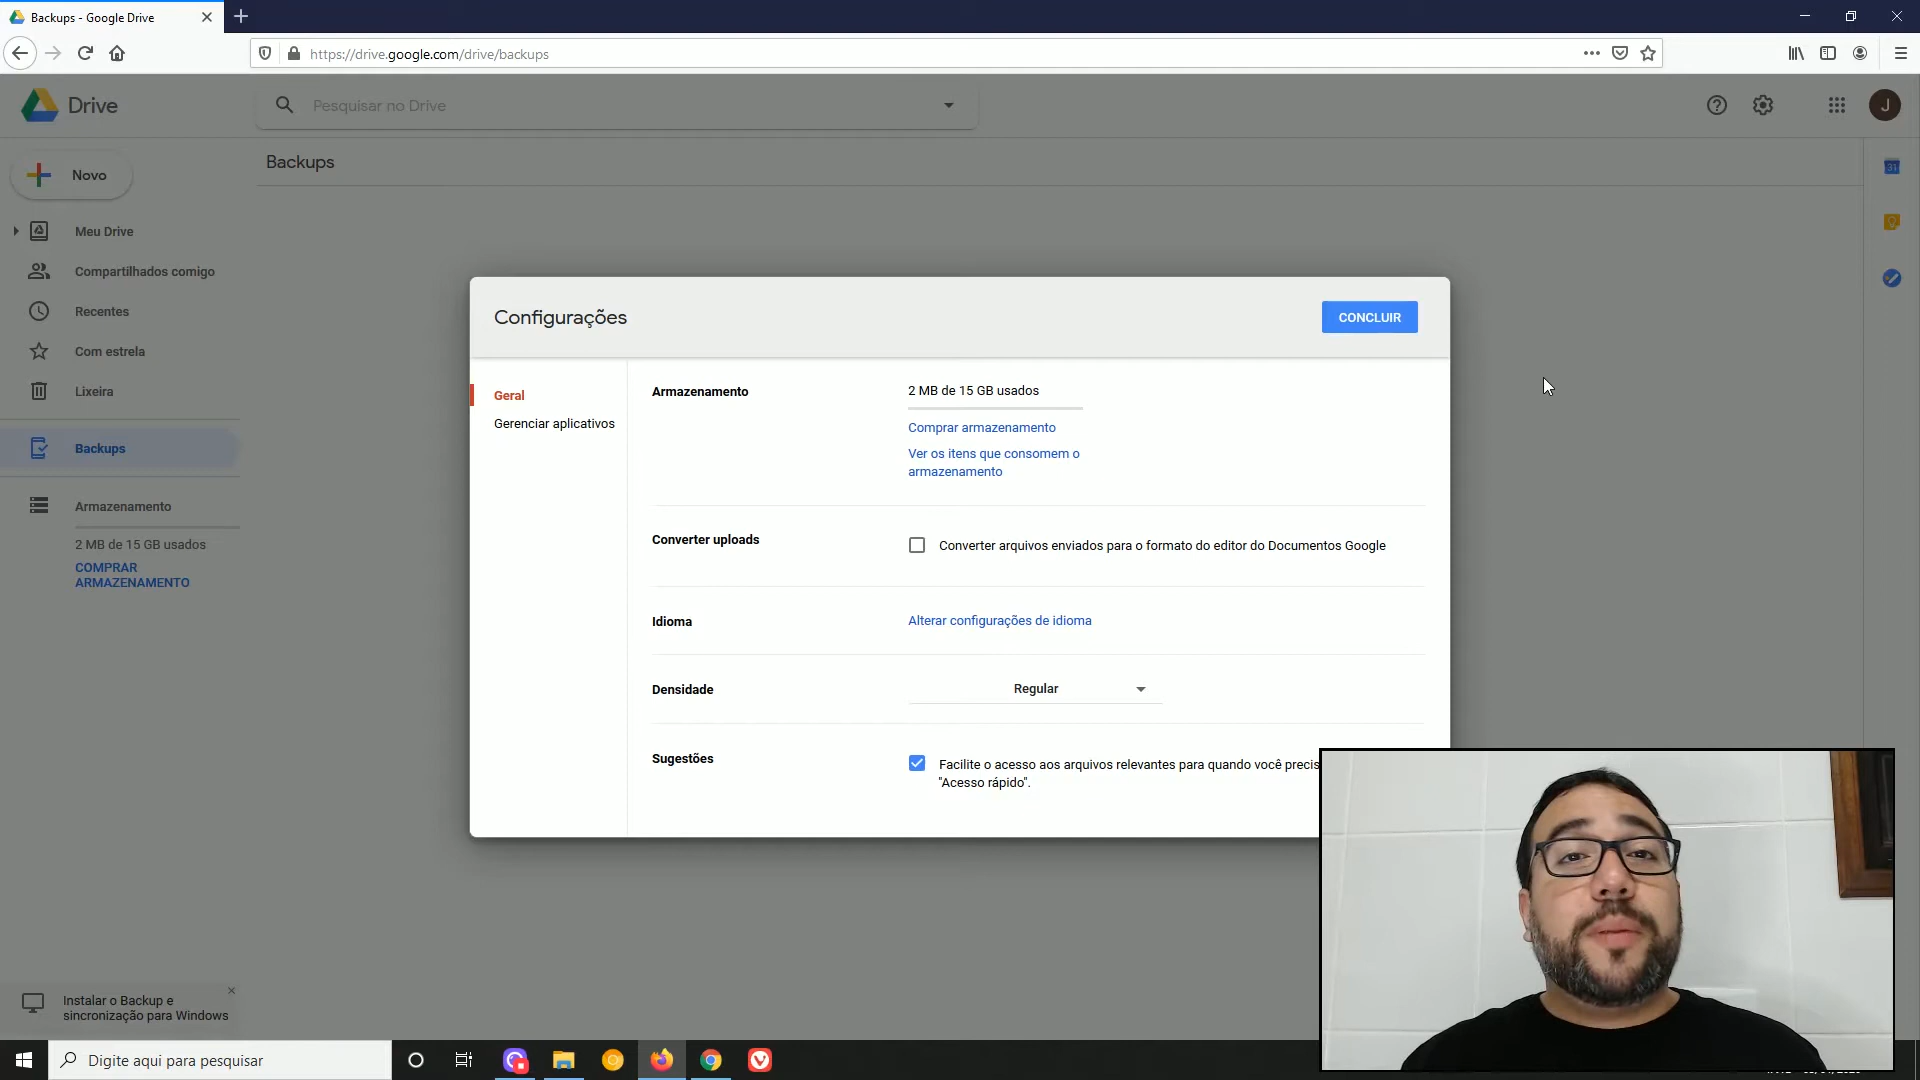 Backups - Google Drive
https://drive.google.com/drive/backups
Drive
Pesquisar no Drive
J
Novo
Backups
31
Meu Drive
Compartilhados comigo
Recentes
Com estrela
Lixeira
Backups
Armazenamento
2 MB de 15 GB usados
COMPRAR
ARMAZENAMENTO
Configurações
CONCLUIR
Geral
Gerenciar aplicativos
Armazenamento
2 MB de 15 GB usados
Comprar armazenamento
Ver os itens que consomem o
armazenamento
Converter uploads
Converter arquivos enviados para o formato do editor do Documentos Google
Idioma
Alterar configurações de idioma
Densidade
Regular
Sugestões
Facilite o acesso aos arquivos relevantes para quando você precis
"Acesso rápido".
Instalar o Backup e
sincronização para Windows
Digite aqui para pesquisar